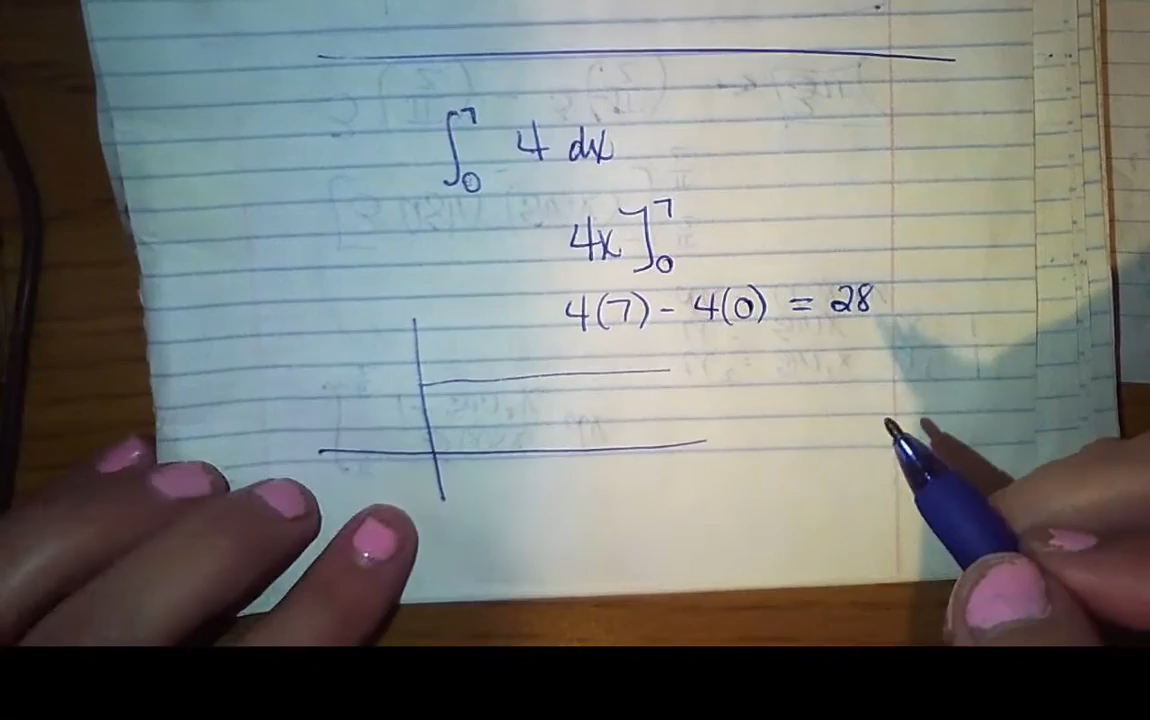 ∫₀⁷ 4 dx
4x]₀⁷
4(7) - 4(0) = 28